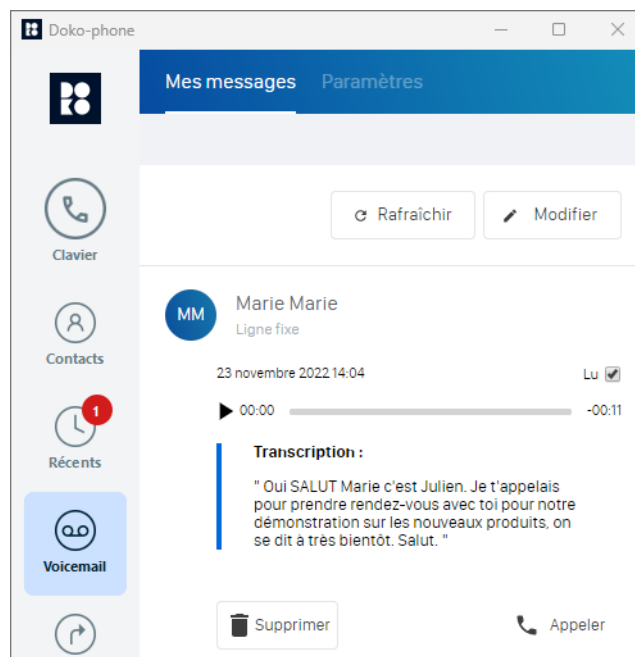 Doko-phone
Mes messages Paramètres
Clavier
Contacts
1
Récents
Voicemail
Rafraîchir Modifier
MM
Marie Marie
Ligne fixe
23 novembre 2022 14:04 Lu
00:00 -00:11
Transcription :
" Oui SALUT Marie c'est Julien. Je t'appelais
pour prendre rendez-vous avec toi pour notre
démonstration sur les nouveaux produits, on
se dit à très bientôt. Salut. "
Supprimer Appeler